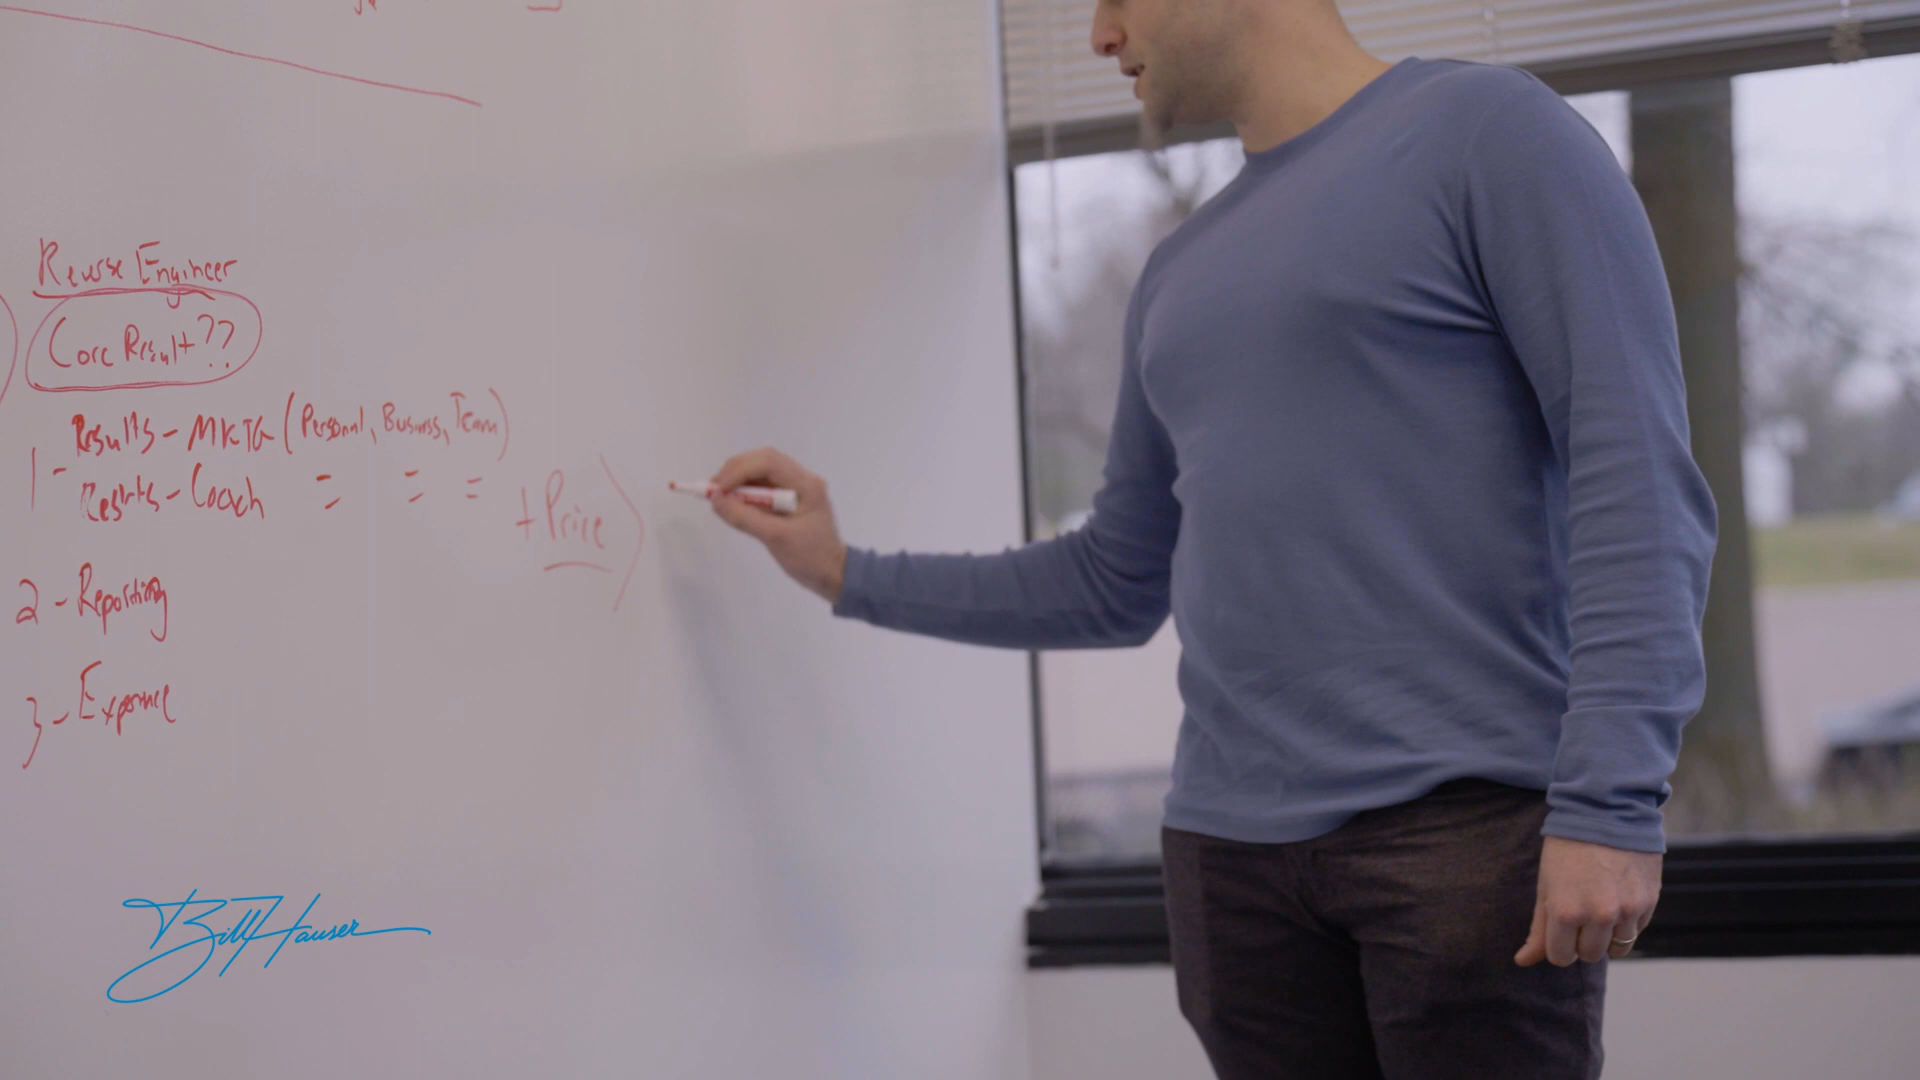 Reverse Engineer
Core Result??
1- Results - MKTG (Personal, Business, Team)
Results - Coach = = =
+ Price
2 - Reporting
3 - Experience
Bill Hauser